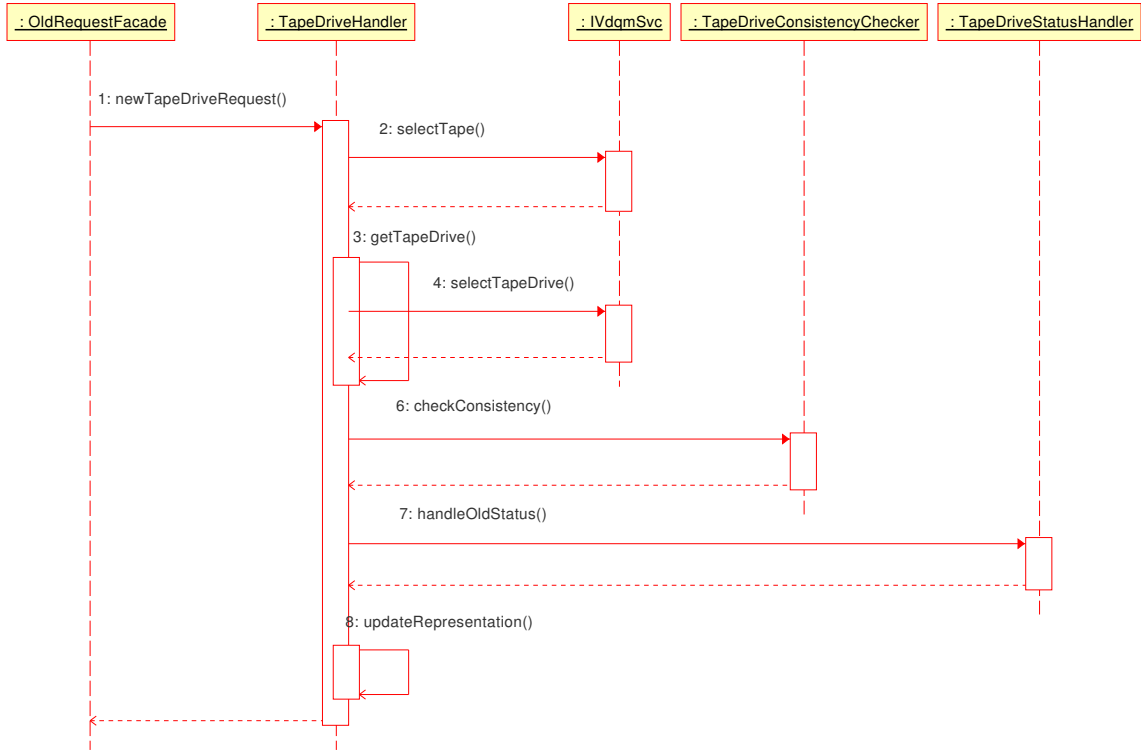 : OldRequestFacade
: TapeDriveHandler
: IVdqmSvc
: TapeDriveConsistencyChecker
: TapeDriveStatusHandler
1: newTapeDriveRequest()
2: selectTape()
3: getTapeDrive()
4: selectTapeDrive()
6: checkConsistency()
7: handleOldStatus()
8: updateRepresentation()